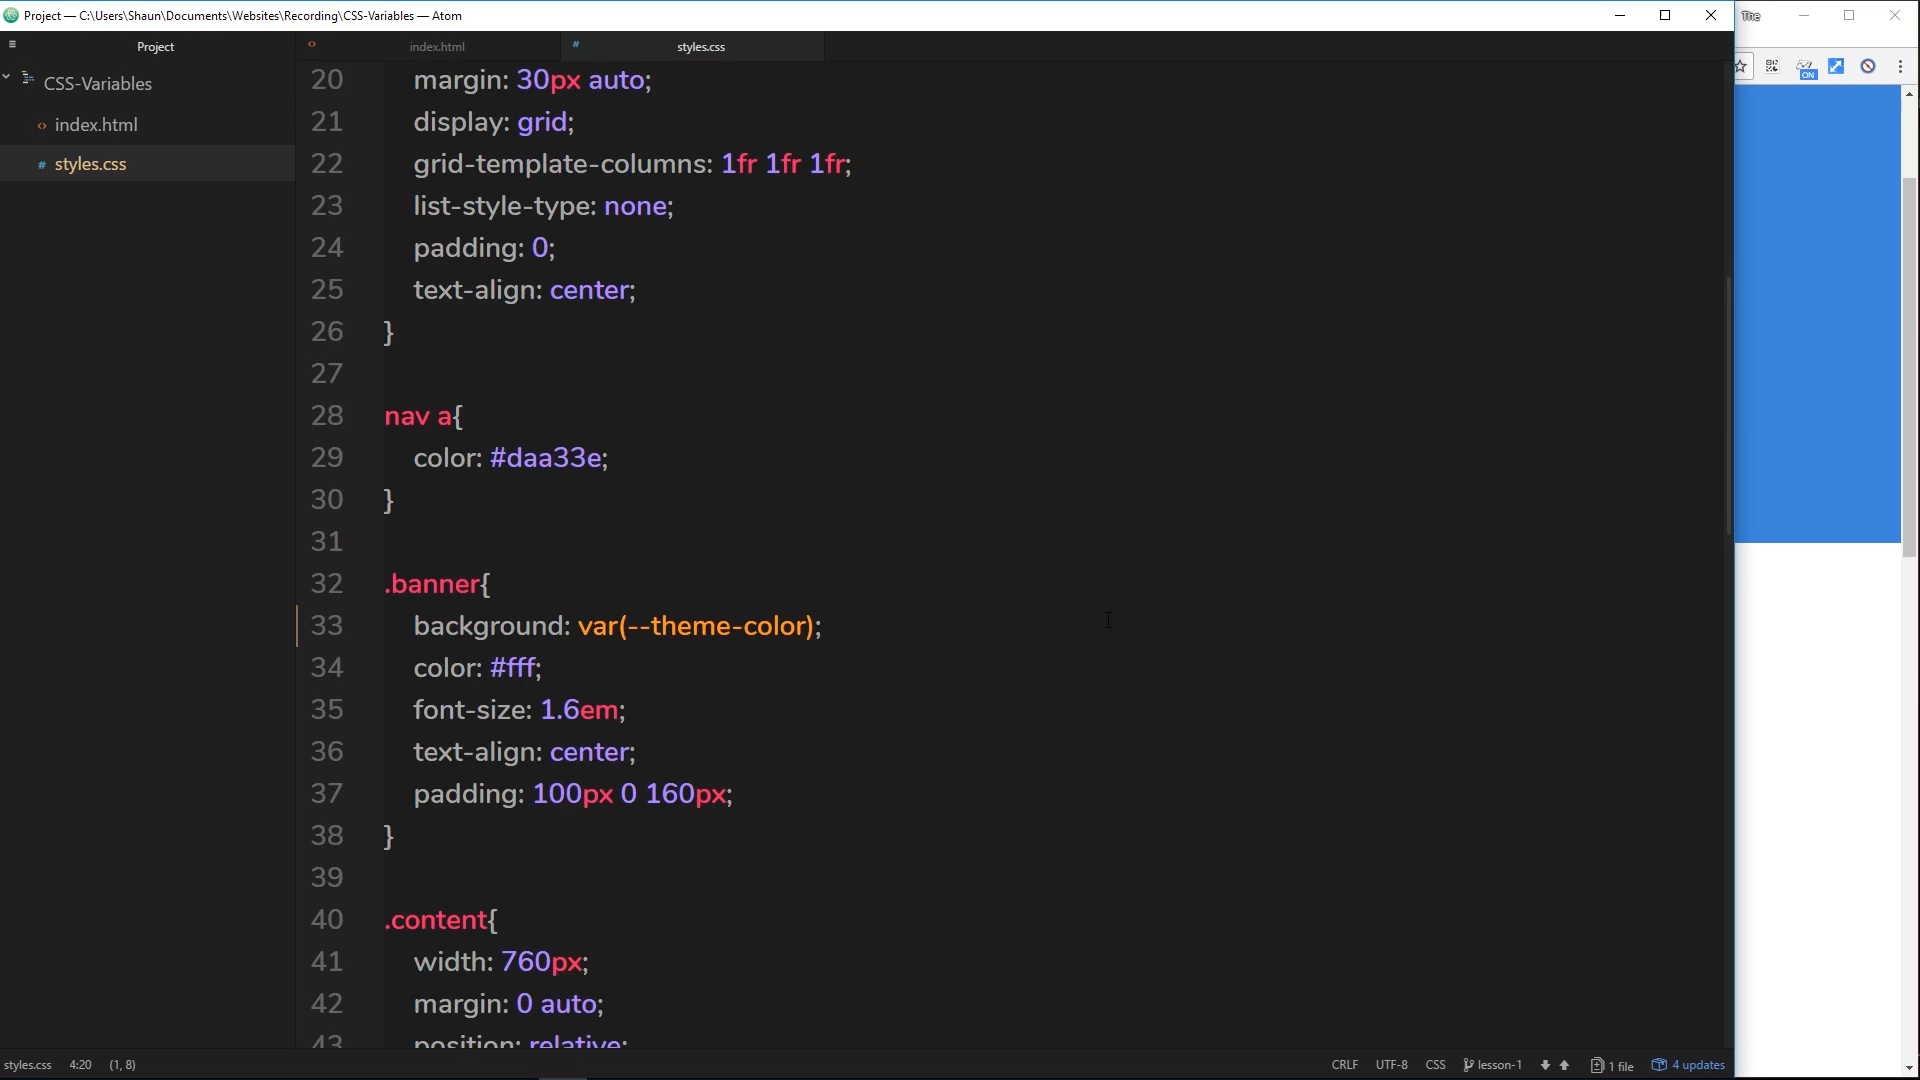 Project — C:\Users\Shaun\Documents\Websites\Recording\CSS-Variables — Atom
The
Project
index.html
styles.css
CSS-Variables
index.html
styles.css
ON
20 margin: 30px auto;
21 display: grid;
22 grid-template-columns: 1fr 1fr 1fr;
23 list-style-type: none;
24 padding: 0;
25 text-align: center;
26 }
27
28 nav a{
29 color: #daa33e;
30 }
31
32 .banner{
33 background: var(--theme-color);
34 color: #fff;
35 font-size: 1.6em;
36 text-align: center;
37 padding: 100px 0 160px;
38 }
39
40 .content{
41 width: 760px;
42 margin: 0 auto;
43 position: relative;
styles.css 4:20 (1, 8) CRLF UTF-8 CSS lesson-1 1 file 4 updates